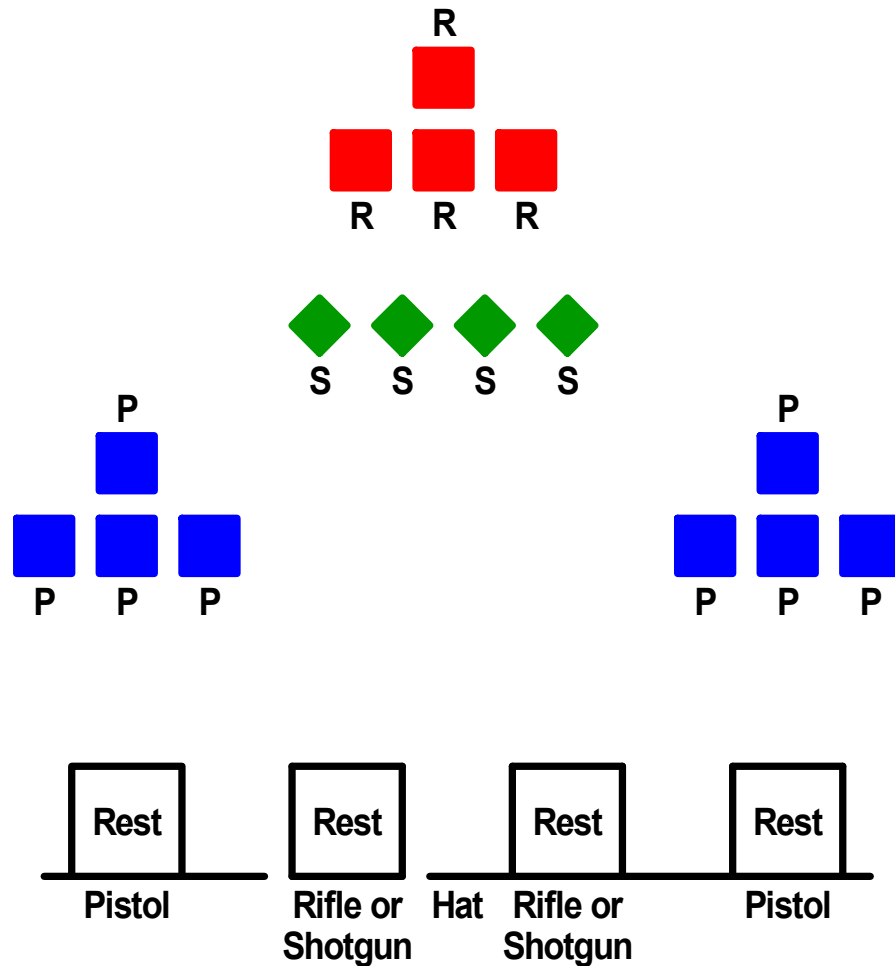 R
R R R
S S S S
P P
P P P P P P
Rest Rest Rest Rest
Pistol Rifle or Hat Rifle or Pistol
Shotgun Shotgun